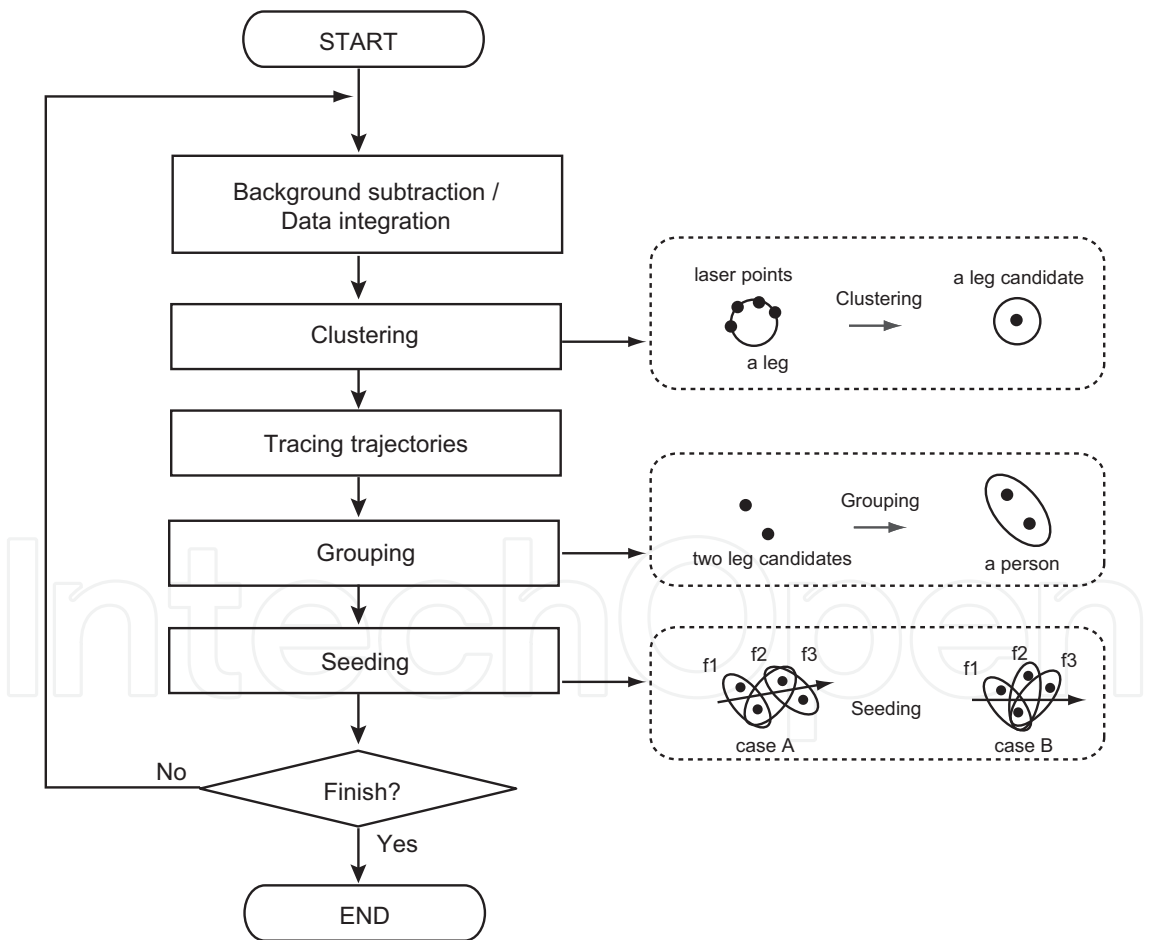 START
Background subtraction /
Data integration
Clustering
laser points
Clustering
a leg candidate
a leg
Tracing trajectories
Grouping
Grouping
two leg candidates
a person
Seeding
f1
f2
f3
Seeding
case A
f1
f2
f3
case B
No
Finish?
Yes
END
IntechOpen